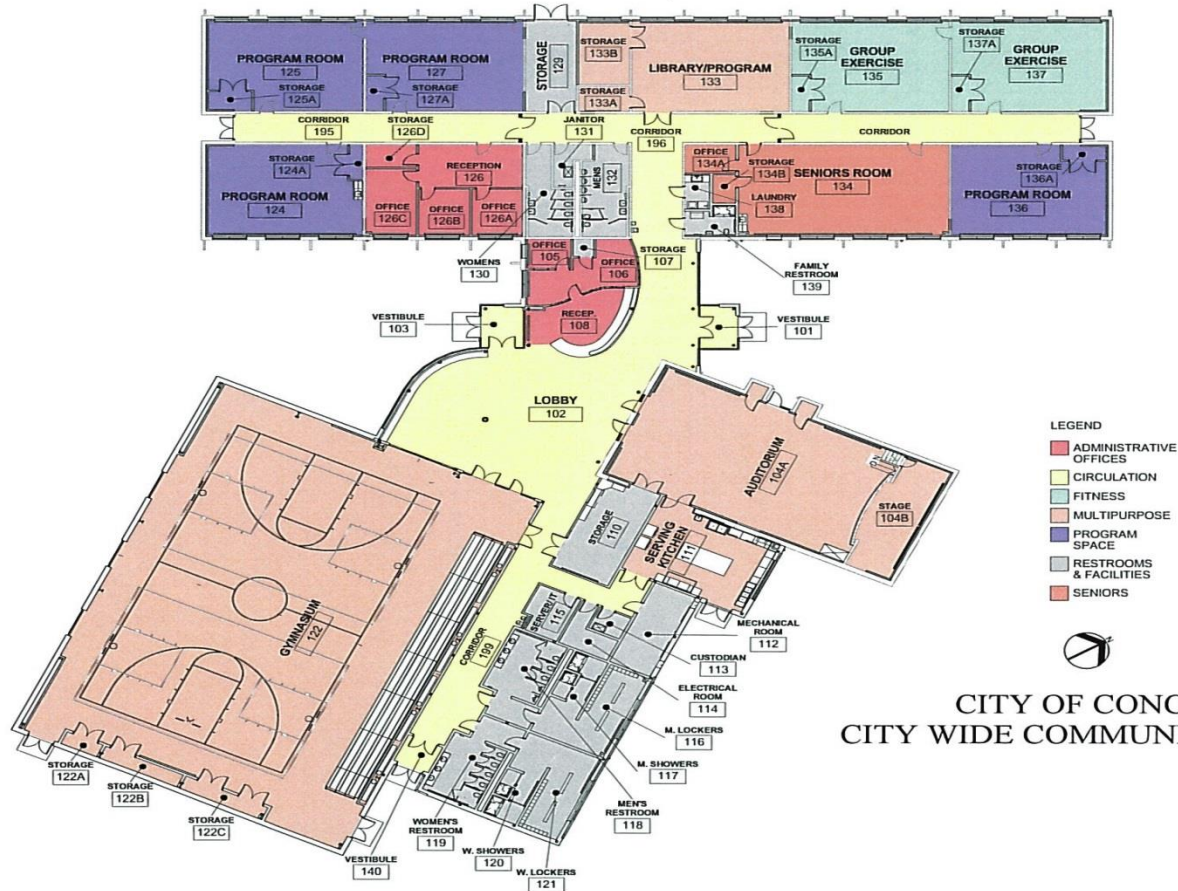 PROGRAM ROOM
125
STORAGE
125A
PROGRAM ROOM
127
STORAGE
127A
STORAGE
129
STORAGE
133B
STORAGE
133A
LIBRARY/PROGRAM
133
STORAGE
135A
GROUP
EXERCISE
135
STORAGE
137A
GROUP
EXERCISE
137
CORRIDOR
195
STORAGE
126D
JANITOR
131
CORRIDOR
196
CORRIDOR
STORAGE
124A
PROGRAM ROOM
124
RECEPTION
126
OFFICE
126C
OFFICE
126B
OFFICE
126A
MENS
132
OFFICE
134A
STORAGE
134B
SENIORS ROOM
134
LAUNDRY
138
STORAGE
136A
PROGRAM ROOM
136
WOMENS
130
OFFICE
105
OFFICE
106
STORAGE
107
FAMILY
RESTROOM
139
VESTIBULE
103
RECEP.
108
VESTIBULE
101
LOBBY
102
AUDITORIUM
104A
STAGE
104B
STORAGE
110
SERVING
KITCHEN
111
GYMNASIUM
122
CORRIDOR
199
SERVER/IT
115
MECHANICAL
ROOM
112
CUSTODIAN
113
ELECTRICAL
ROOM
114
M. LOCKERS
116
M. SHOWERS
117
MEN'S
RESTROOM
118
STORAGE
122A
STORAGE
122B
STORAGE
122C
VESTIBULE
140
WOMEN'S
RESTROOM
119
W. SHOWERS
120
W. LOCKERS
121
LEGEND
ADMINISTRATIVE
OFFICES
CIRCULATION
FITNESS
MULTIPURPOSE
PROGRAM
SPACE
RESTROOMS
& FACILITIES
SENIORS
CITY OF CONC
CITY WIDE COMMUN